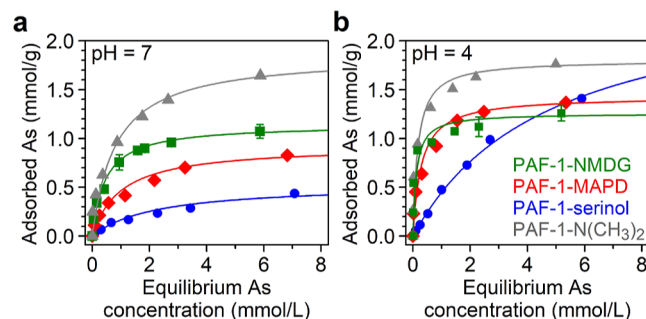 a
pH = 7
Adsorbed As (mmol/g)
2.0
1.5
1.0
0.5
0.0
0 2 4 6 8
Equilibrium As
concentration (mmol/L)
b
pH = 4
Adsorbed As (mmol/g)
2.0
1.5
1.0
0.5
0.0
PAF-1-NMDG
PAF-1-MAPD
PAF-1-serinol
PAF-1-N(CH₃)₂
0 2 4 6 8
Equilibrium As
concentration (mmol/L)